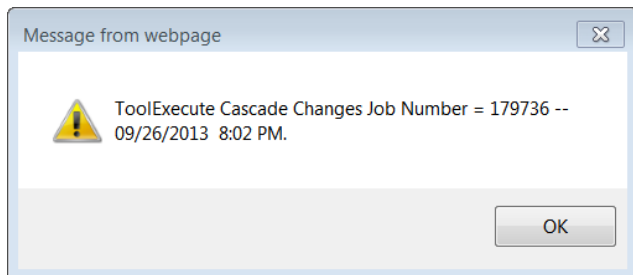 Message from webpage
ToolExecute Cascade Changes Job Number = 179736 --
09/26/2013 8:02 PM.
OK